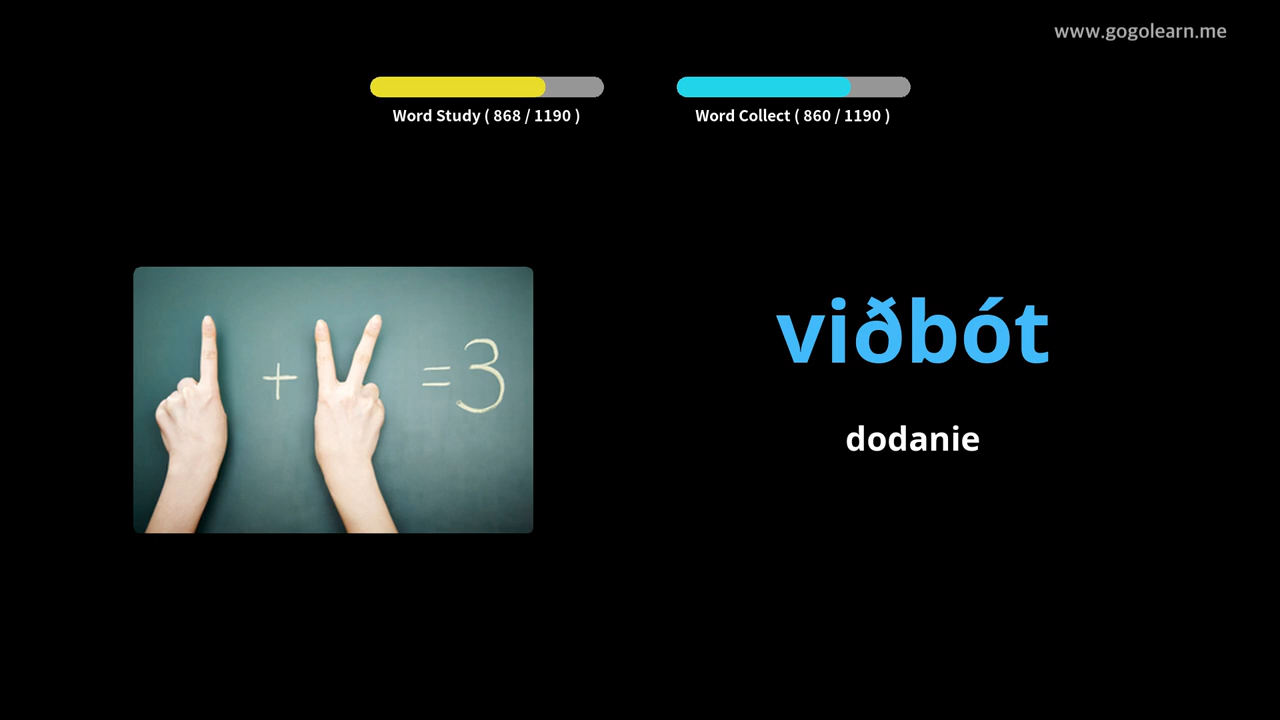 www.gogolearn.me
Word Study ( 868 / 1190 )
Word Collect ( 860 / 1190 )
+ = 3
viðbót
dodanie